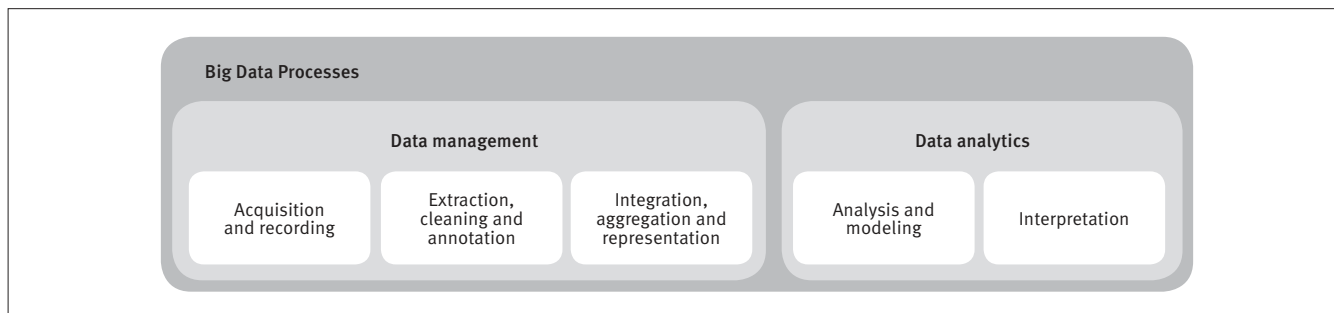 Big Data Processes
Data management
Acquisition
and recording
Extraction,
cleaning and
annotation
Integration,
aggregation and
representation
Data analytics
Analysis and
modeling
Interpretation